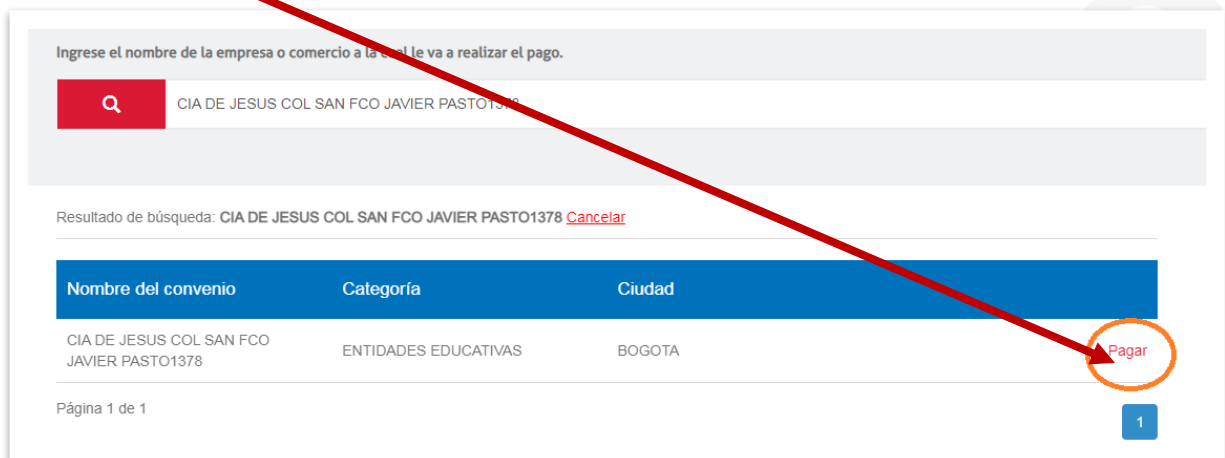 Ingrese el nombre de la empresa o comercio a la cual le va a realizar el pago.
CIA DE JESUS COL SAN FCO JAVIER PASTO1378
Resultado de búsqueda: CIA DE JESUS COL SAN FCO JAVIER PASTO1378 Cancelar
Nombre del convenio Categoría Ciudad
CIA DE JESUS COL SAN FCO
JAVIER PASTO1378
ENTIDADES EDUCATIVAS BOGOTA Pagar
Página 1 de 1
1